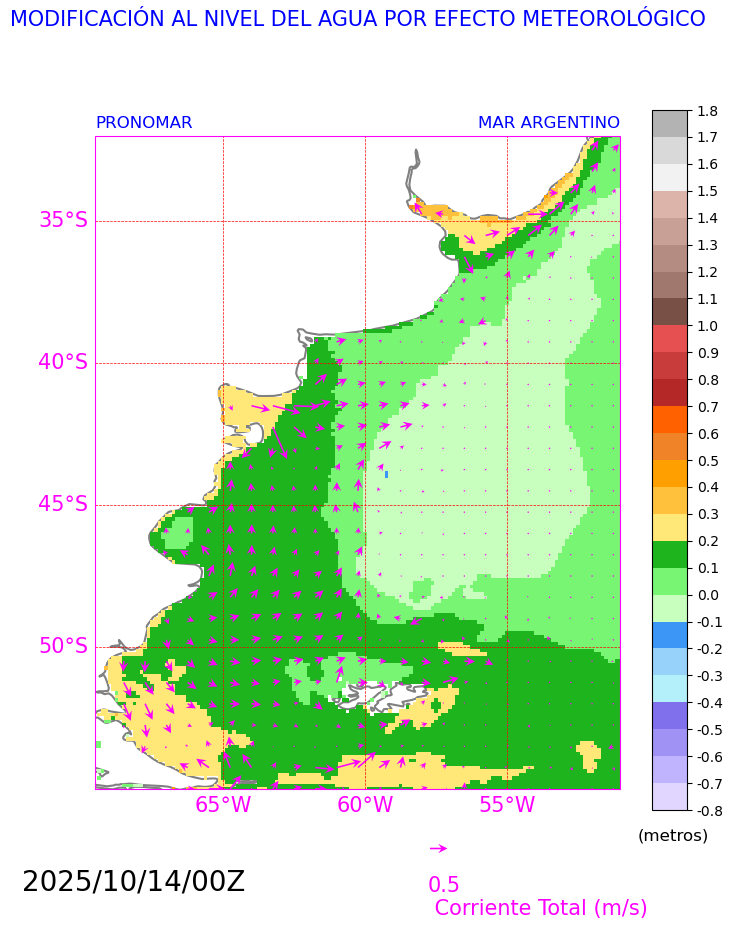 MODIFICACIÓN AL NIVEL DEL AGUA POR EFECTO METEOROLÓGICO
PRONOMAR MAR ARGENTINO
35°S
40°S
45°S
50°S
65°W 60°W 55°W
1.8
1.7
1.6
1.5
1.4
1.3
1.2
1.1
1.0
0.9
0.8
0.7
0.6
0.5
0.4
0.3
0.2
0.1
0.0
-0.1
-0.2
-0.3
-0.4
-0.5
-0.6
-0.7
-0.8
(metros)
2025/10/14/00Z
0.5
Corriente Total (m/s)